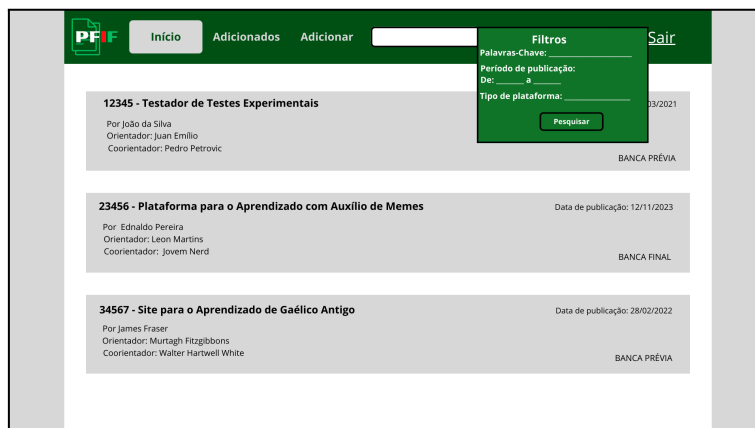 PFIF
Início
Adicionados
Adicionar
Sair
Filtros
Palavras-Chave: ____________________
Período de publicação:
De: _______ a _______
Tipo de plataforma: ________________
Pesquisar
12345 - Testador de Testes Experimentais
03/2021
Por João da Silva
Orientador: Juan Emílio
Coorientador: Pedro Petrovic
BANCA PRÉVIA
23456 - Plataforma para o Aprendizado com Auxílio de Memes
Data de publicação: 12/11/2023
Por Ednaldo Pereira
Orientador: Leon Martins
Coorientador: Jovem Nerd
BANCA FINAL
34567 - Site para o Aprendizado de Gaélico Antigo
Data de publicação: 28/02/2022
Por James Fraser
Orientador: Murtagh Fitzgibbons
Coorientador: Walter Hartwell White
BANCA PRÉVIA